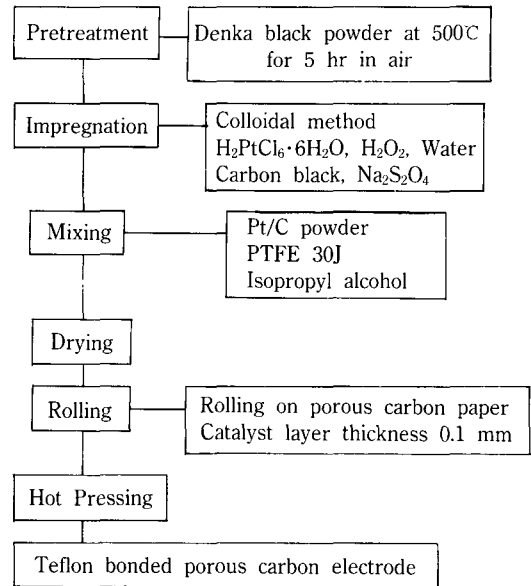 Pretreatment
Denka black powder at 500℃
for 5 hr in air
Impregnation
Colloidal method
H₂PtCl₆·6H₂O, H₂O₂, Water
Carbon black, Na₂S₂O₄
Mixing
Pt/C powder
PTFE 30J
Isopropyl alcohol
Drying
Rolling
Rolling on porous carbon paper
Catalyst layer thickness 0.1 mm
Hot Pressing
Teflon bonded porous carbon electrode